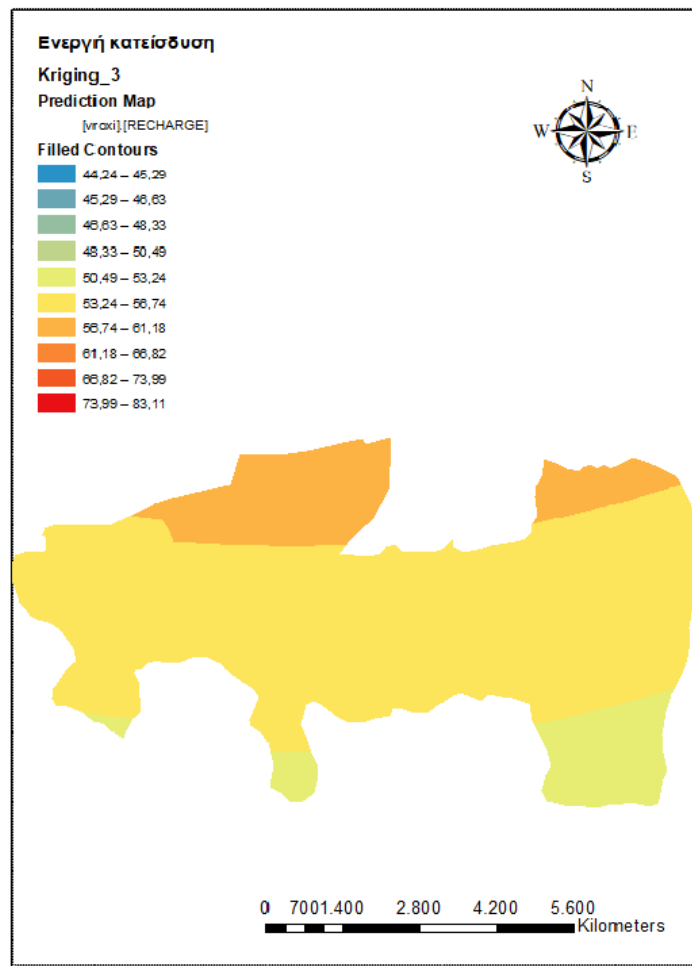 Ενεργή κατείσδυση
Kriging_3
Prediction Map
[vroxi].[RECHARGE]
Filled Contours
44,24 – 45,29
45,29 – 46,63
46,63 – 48,33
48,33 – 50,49
50,49 – 53,24
53,24 – 56,74
56,74 – 61,18
61,18 – 66,82
66,82 – 73,99
73,99 – 83,11
N
W E
S
0 700 1.400 2.800 4.200 5.600
Kilometers